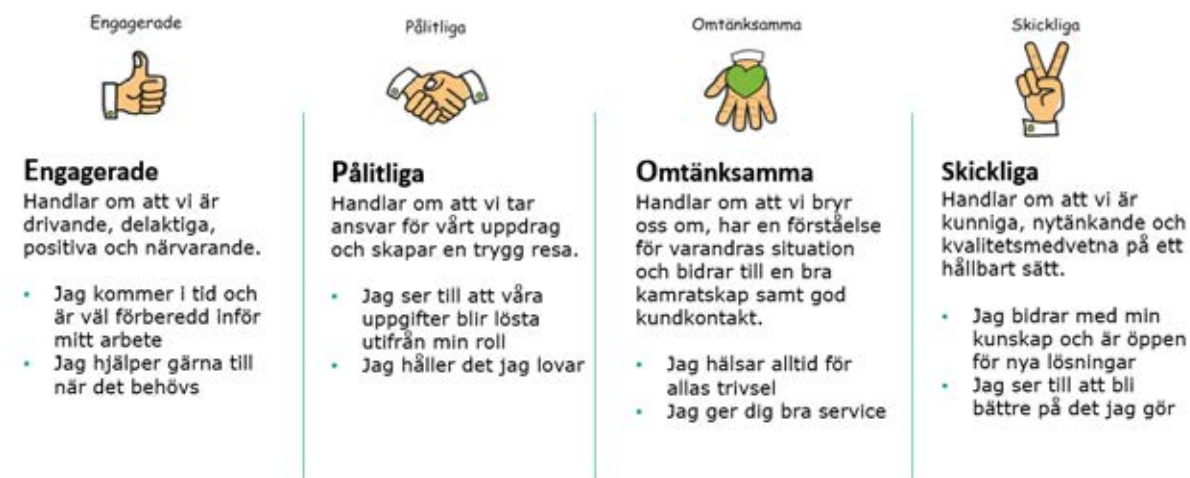 Engagerade
Engagerade
Handlar om att vi är
drivande, delaktiga,
positiva och närvarande.
• Jag kommer i tid och
är väl förberedd inför
mitt arbete
• Jag hjälper gärna till
när det behövs
Pålitliga
Pålitliga
Handlar om att vi tar
ansvar för vårt uppdrag
och skapar en trygg resa.
• Jag ser till att våra
uppgifter blir lösta
utifrån min roll
• Jag håller det jag lovar
Omtänksamma
Omtänksamma
Handlar om att vi bryr
oss om, har en förståelse
för varandras situation
och bidrar till en bra
kamratskap samt god
kundkontakt.
• Jag hälsar alltid för
allas trivsel
• Jag ger dig bra service
Skickliga
Skickliga
Handlar om att vi är
kunniga, nytänkande och
kvalitetsmedvetna på ett
hållbart sätt.
• Jag bidrar med min
kunskap och är öppen
för nya lösningar
• Jag ser till att bli
bättre på det jag gör